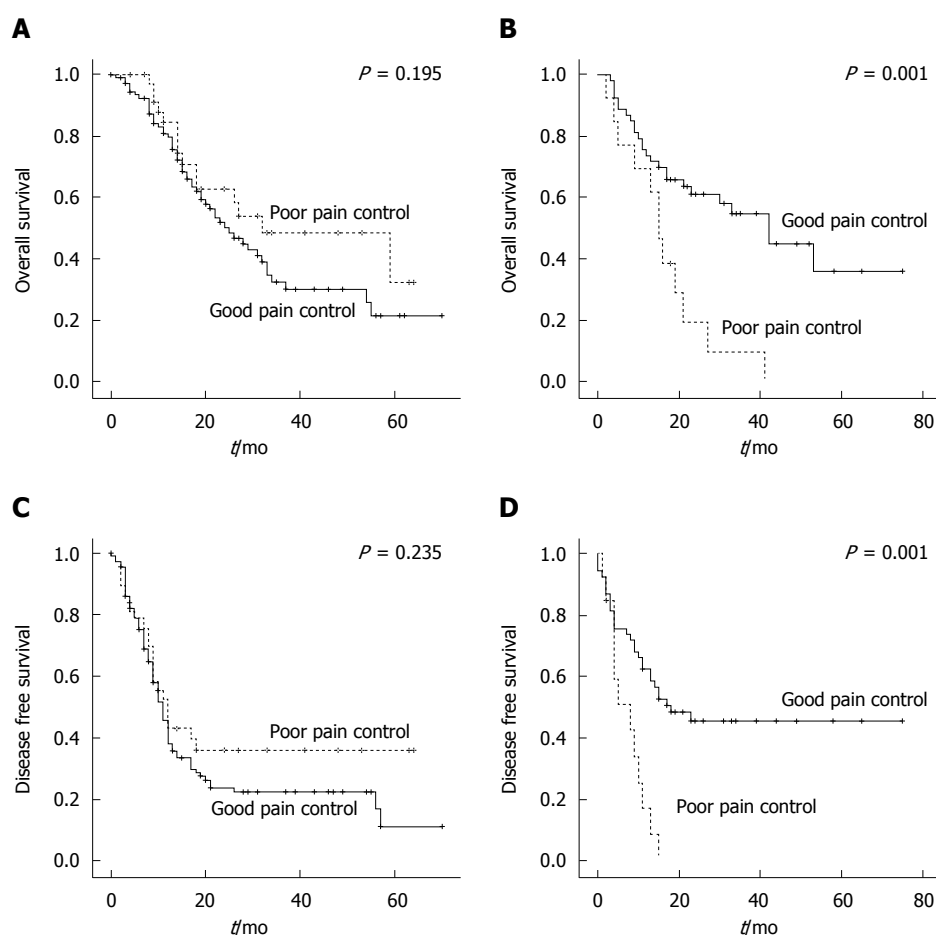 A
P = 0.195
1.0
0.8
0.6
0.4
0.2
0.0
Overall survival
Poor pain control
Good pain control
0 20 40 60
t/mo
B
P = 0.001
1.0
0.8
0.6
0.4
0.2
0.0
Overall survival
Good pain control
Poor pain control
0 20 40 60 80
t/mo
C
P = 0.235
1.0
0.8
0.6
0.4
0.2
0.0
Disease free survival
Poor pain control
Good pain control
0 20 40 60
t/mo
D
P = 0.001
1.0
0.8
0.6
0.4
0.2
0.0
Disease free survival
Good pain control
Poor pain control
0 20 40 60 80
t/mo